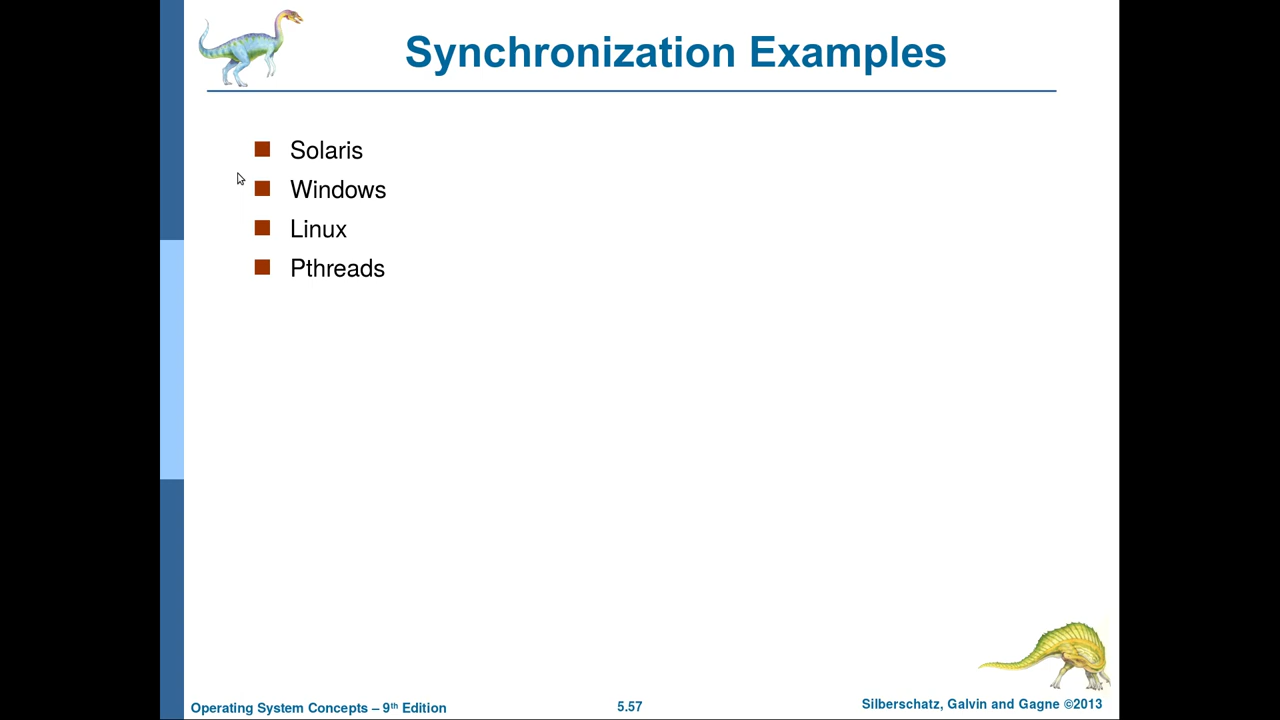 Synchronization Examples
Solaris
Windows
Linux
Pthreads
Operating System Concepts – 9th Edition
5.57
Silberschatz, Galvin and Gagne ©2013